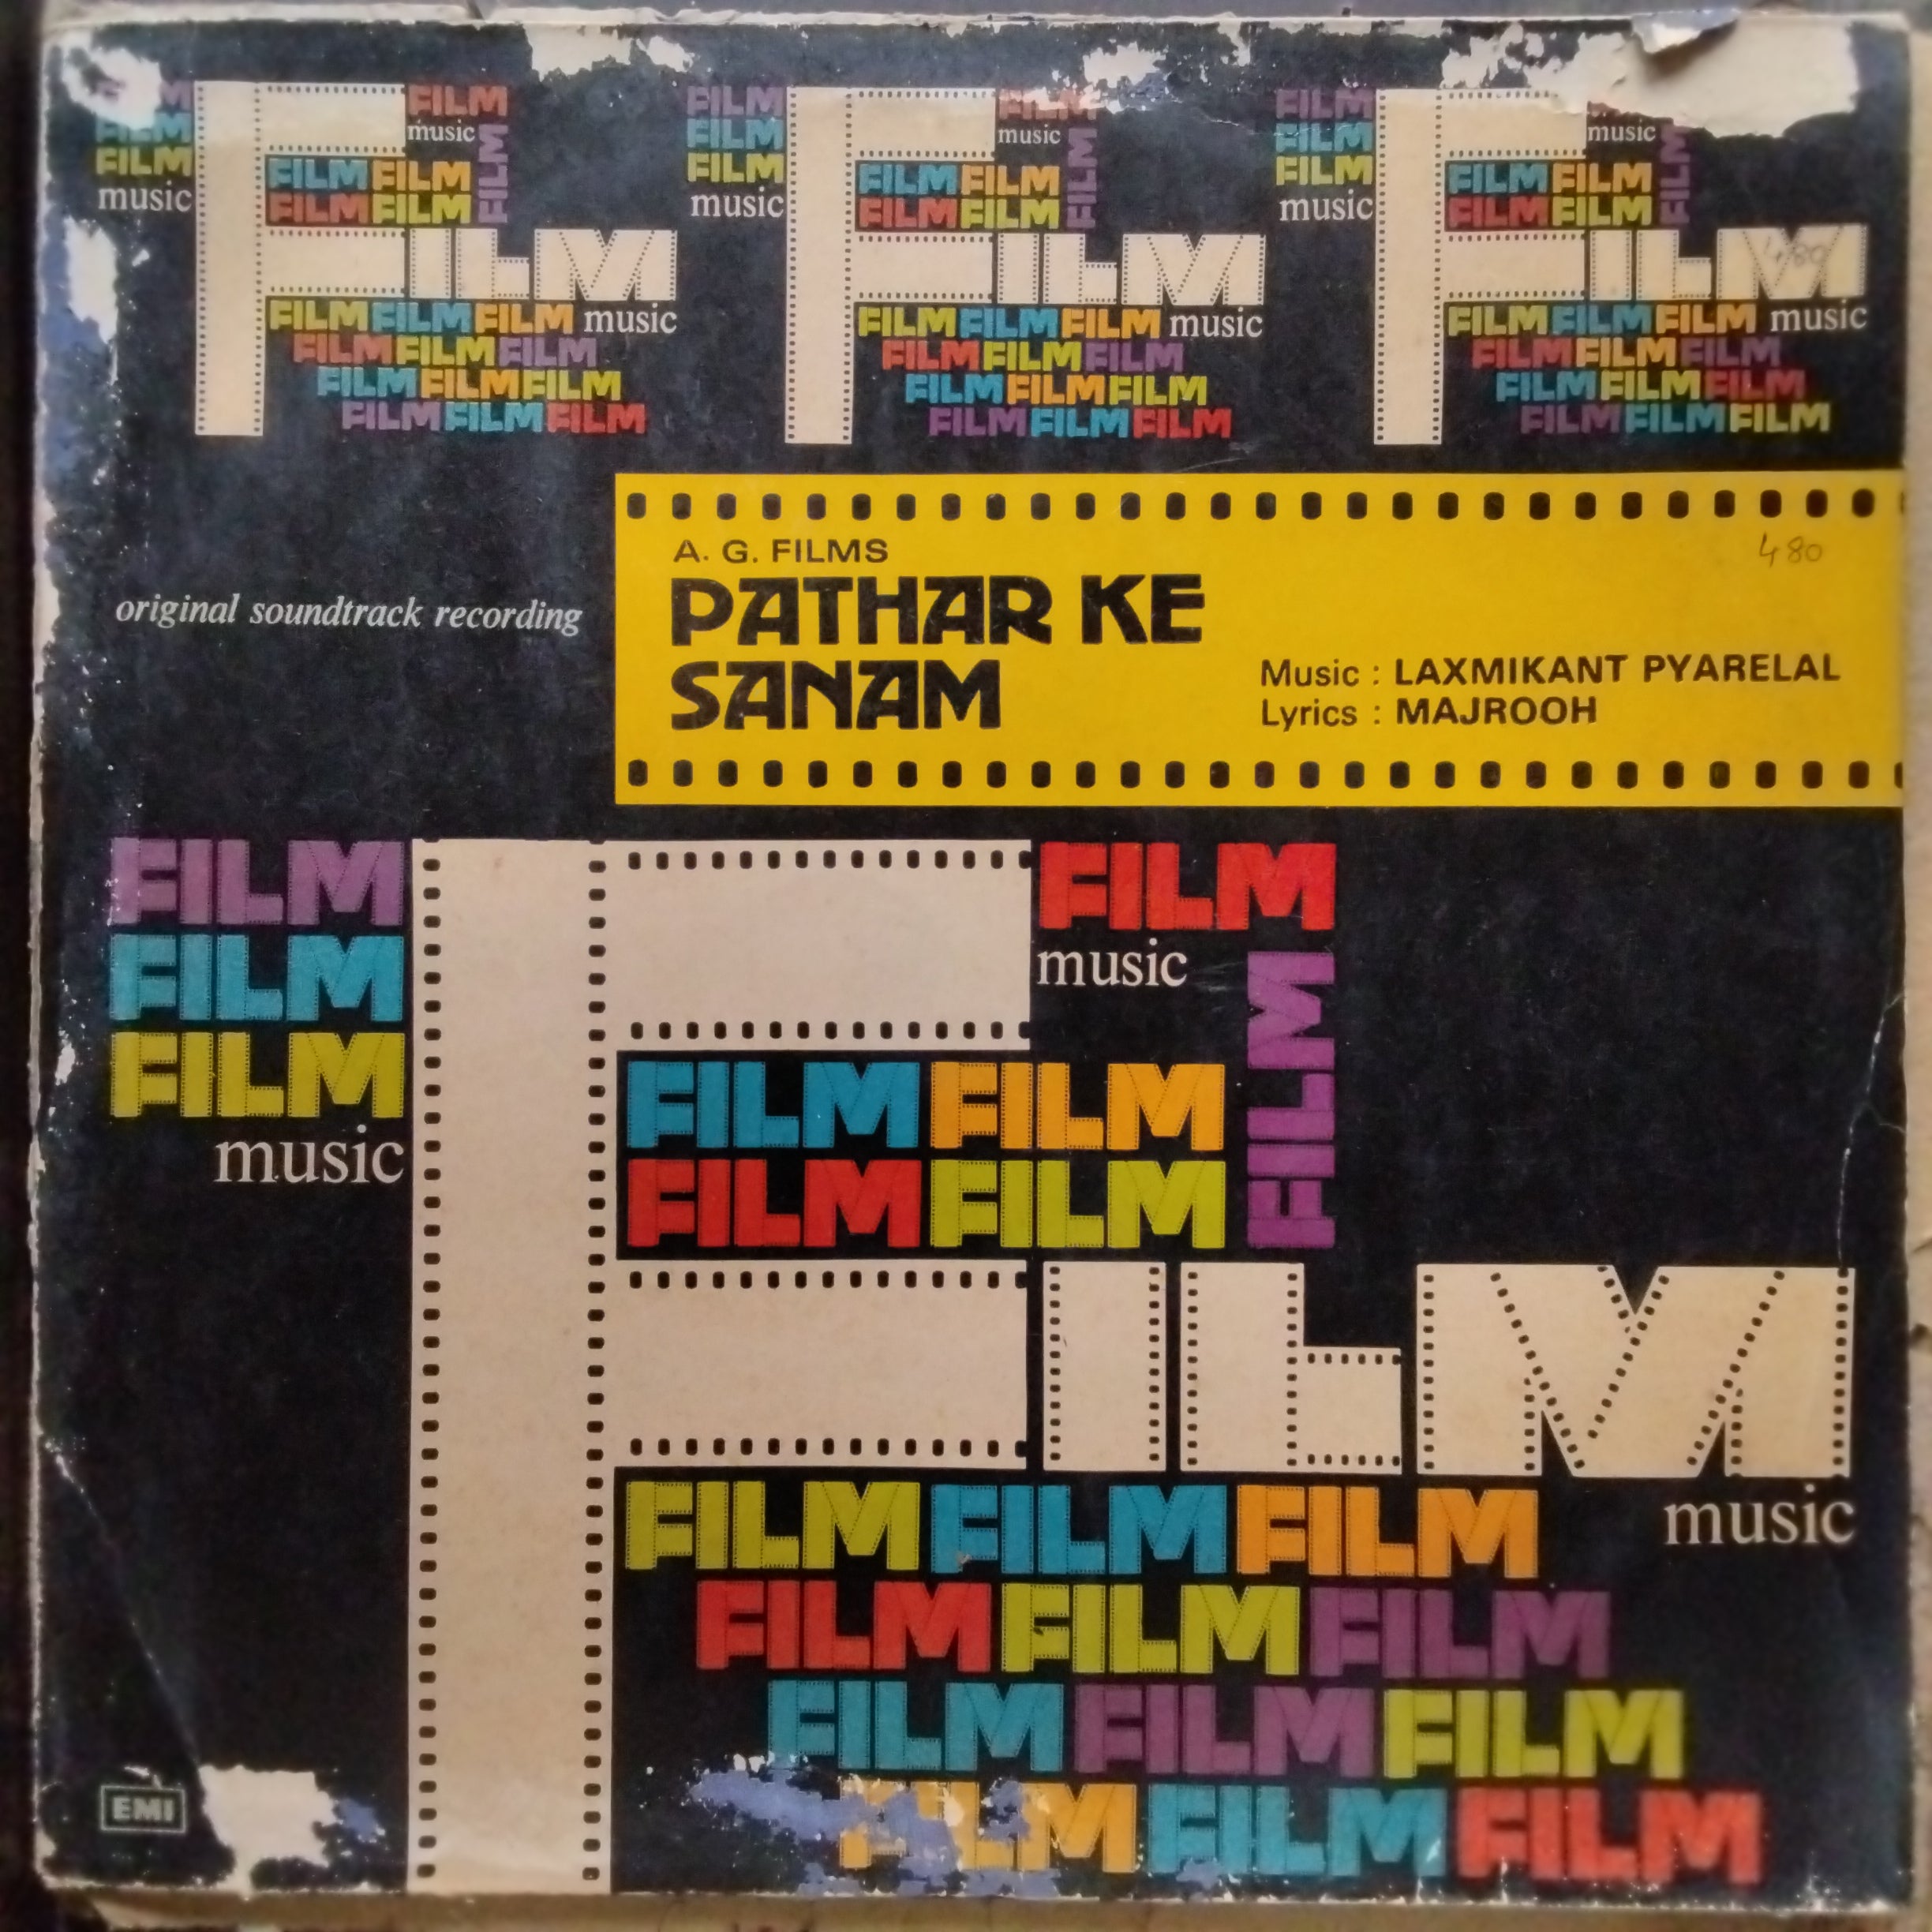 FILM FILM music
FILM
FILM
music
FILM FILM FILM
FILM FILM
FILM
FILM FILM FILM music
FILM FILM FILM
FILM FILM FILM
FILM FILM FILM
FILM FILM music
FILM
FILM
music
FILM FILM FILM
FILM FILM
FILM
FILM FILM FILM music
FILM FILM FILM
FILM FILM FILM
FILM FILM FILM
FILM music
FILM
FILM
music
FILM FILM FILM
FILM FILM
FILM
480
FILM FILM FILM music
FILM FILM FILM
FILM FILM FILM
FILM FILM FILM
original soundtrack recording
A. G. FILMS
480
PATHAR KE
SANAM
Music : LAXMIKANT PYARELAL
Lyrics : MAJROOH
FILM
FILM
FILM
music
FILM
music
FILM
FILM FILM
FILM FILM
FILM
music
FILM FILM FILM
FILM FILM FILM
FILM FILM FILM
FILM FILM FILM
EMI